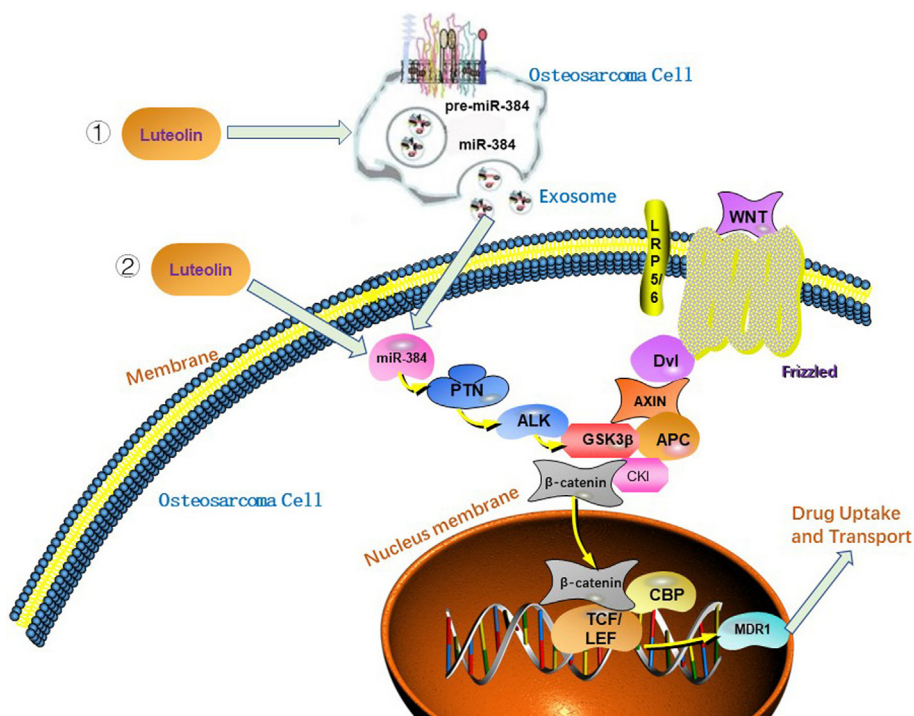 Osteosarcoma Cell
pre-miR-384
miR-384
① Luteolin
Exosome
WNT
L
R
P
5/
6
② Luteolin
miR-384
Membrane
Dvl
Frizzled
PTN
AXIN
ALK
GSK3β
APC
β-catenin
CKI
Osteosarcoma Cell
Nucleus membrane
Drug Uptake
and Transport
β-catenin
CBP
TCF/
LEF
MDR1